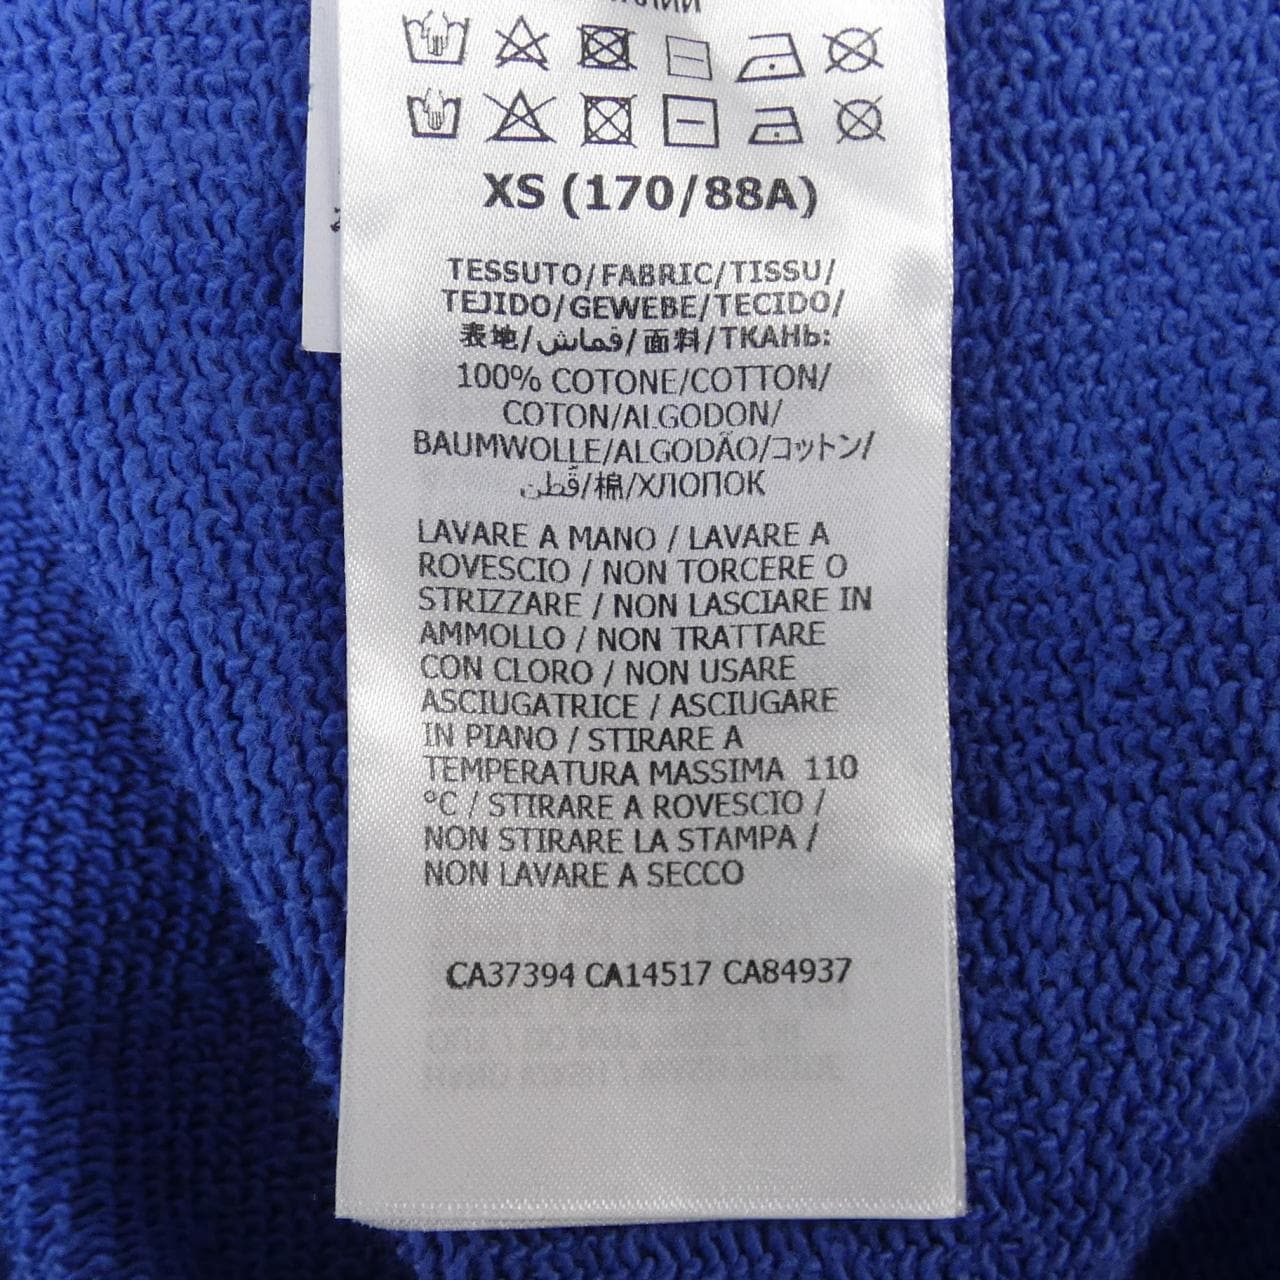 XS (170/88A)
TESSUTO/FABRIC/TISSU/
TEJIDO/GEWEBE/TECIDO/
表地/قماش/面料/ТКАНЬ:
100% COTONE/COTTON/
COTON/ALGODON/
BAUMWOLLE/ALGODÃO/コットン/
قطن/棉/ХЛОПОК
LAVARE A MANO / LAVARE A
ROVESCIO / NON TORCERE O
STRIZZARE / NON LASCIARE IN
AMMOLLO / NON TRATTARE
CON CLORO / NON USARE
ASCIUGATRICE / ASCIUGARE
IN PIANO / STIRARE A
TEMPERATURA MASSIMA 110
°C / STIRARE A ROVESCIO /
NON STIRARE LA STAMPA /
NON LAVARE A SECCO
CA37394 CA14517 CA84937